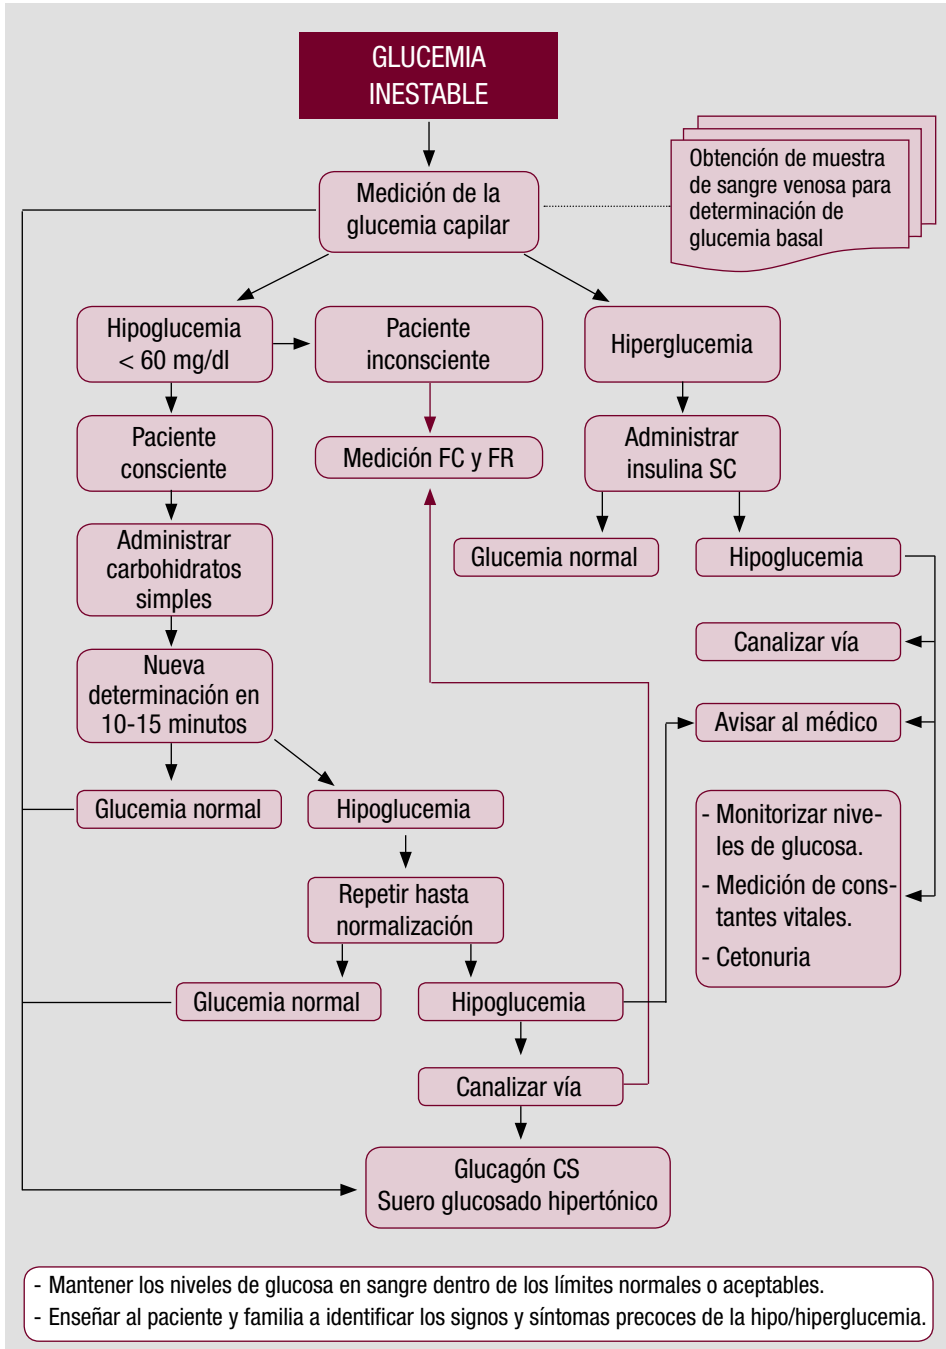 GLUCEMIA
INESTABLE
Medición de la
glucemia capilar
Obtención de muestra
de sangre venosa para
determinación de
glucemia basal
Hipoglucemia
< 60 mg/dl
Paciente
inconsciente
Hiperglucemia
Paciente
consciente
Medición FC y FR
Administrar
insulina SC
Administrar
carbohidratos
simples
Glucemia normal
Hipoglucemia
Canalizar vía
Nueva
determinación en
10-15 minutos
Avisar al médico
Glucemia normal
Hipoglucemia
- Monitorizar nive-
les de glucosa.
- Medición de cons-
tantes vitales.
- Cetonuria
Repetir hasta
normalización
Glucemia normal
Hipoglucemia
Canalizar vía
Glucagón CS
Suero glucosado hipertónico
- Mantener los niveles de glucosa en sangre dentro de los límites normales o aceptables.
- Enseñar al paciente y familia a identificar los signos y síntomas precoces de la hipo/hiperglucemia.